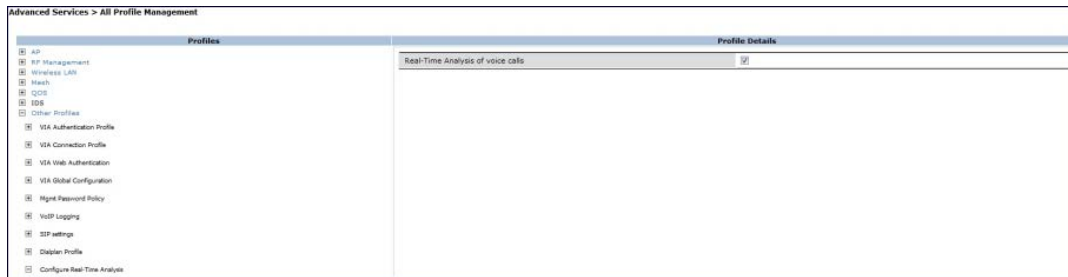 Advanced Services > All Profile Management
Profiles
AP
RF Management
Wireless LAN
Mesh
QOS
IDS
Other Profiles
VIA Authentication Profile
VIA Connection Profile
VIA Web Authentication
VIA Global Configuration
Mgmt Password Policy
VoIP Logging
SIP settings
Dialplan Profile
Configure Real-Time Analysis
Profile Details
Real-Time Analysis of voice calls